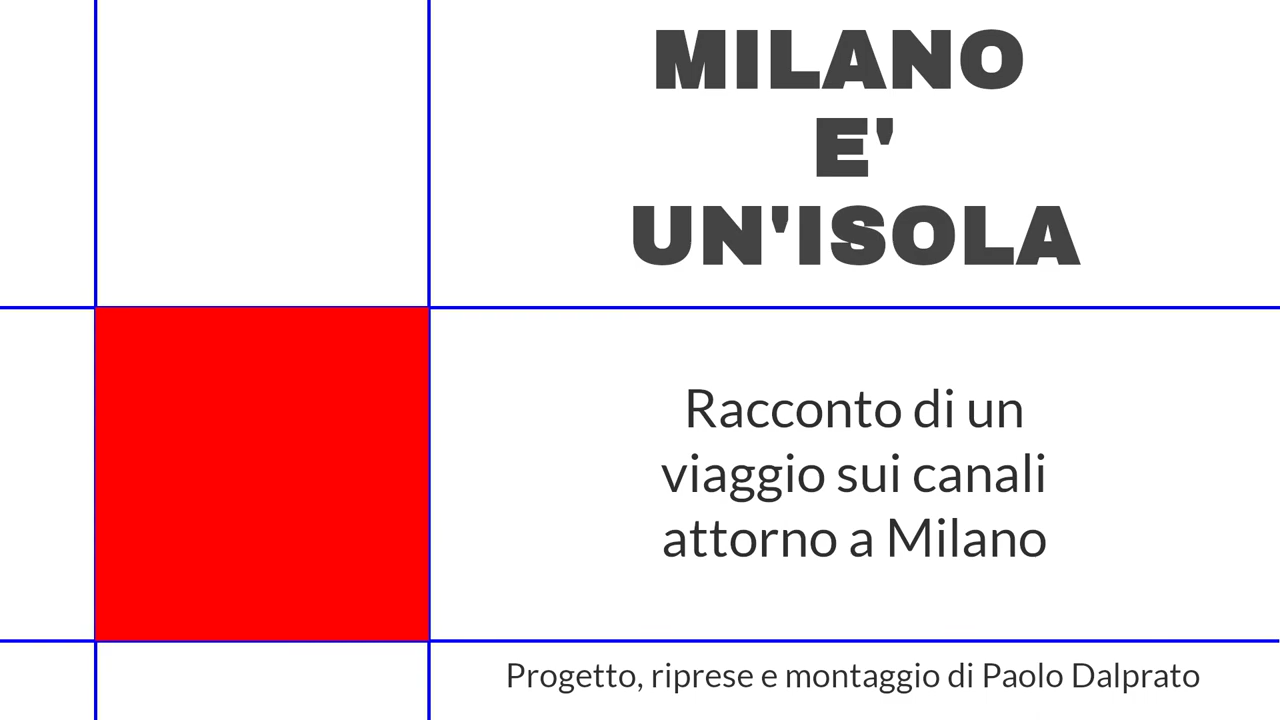 MILANO
E'
UN'ISOLA
Racconto di un
viaggio sui canali
attorno a Milano
Progetto, riprese e montaggio di Paolo Dalprato